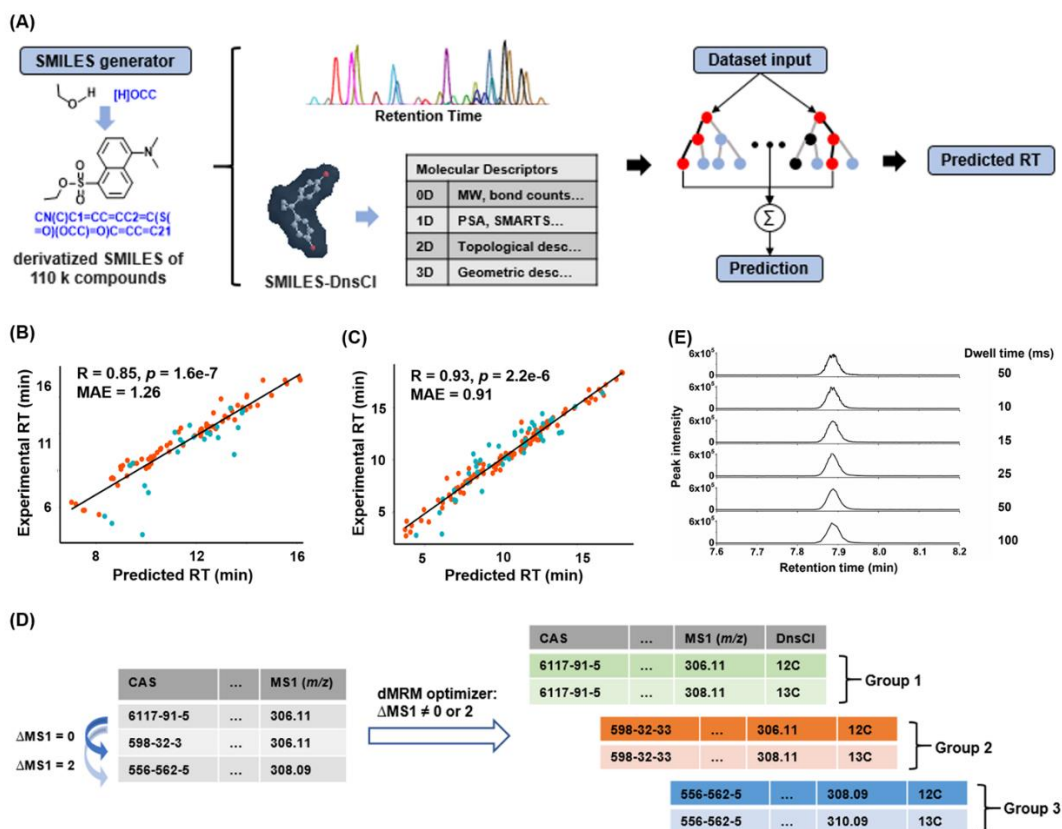 (A)
SMILES generator
H
O
[H]OCC
N
O
O
S
O
CN(C)C1=CC=CC2=C(S(
=O)(OCC)=O)C=CC=C21
derivatized SMILES of
110 k compounds
Retention Time
SMILES-DnsCl
Molecular Descriptors
0D MW, bond counts...
1D PSA, SMARTS...
2D Topological desc...
3D Geometric desc...
Dataset input
Σ
Prediction
Predicted RT
(B)
R = 0.85, p = 1.6e-7
MAE = 1.26
Experimental RT (min)
16
11
6
8 12 16
Predicted RT (min)
(C)
R = 0.93, p = 2.2e-6
MAE = 0.91
Experimental RT (min)
15
10
5
5 10 15
Predicted RT (min)
(E)
Dwell time (ms)
Peak intensity
6x10⁵
0
50
6x10⁵
0
10
6x10⁵
0
15
6x10⁵
0
25
6x10⁵
0
50
6x10⁵
0
100
7.6 7.7 7.8 7.9 8.0 8.2
Retention time (min)
(D)
ΔMS1 = 0
ΔMS1 = 2
CAS ... MS1 (m/z)
6117-91-5 ... 306.11
598-32-3 ... 306.11
556-562-5 ... 308.09
dMRM optimizer:
ΔMS1 ≠ 0 or 2
CAS ... MS1 (m/z) DnsCl
6117-91-5 ... 306.11 12C
6117-91-5 ... 308.11 13C
Group 1
598-32-33 ... 306.11 12C
598-32-33 ... 308.11 13C
Group 2
556-562-5 ... 308.09 12C
556-562-5 ... 310.09 13C
Group 3